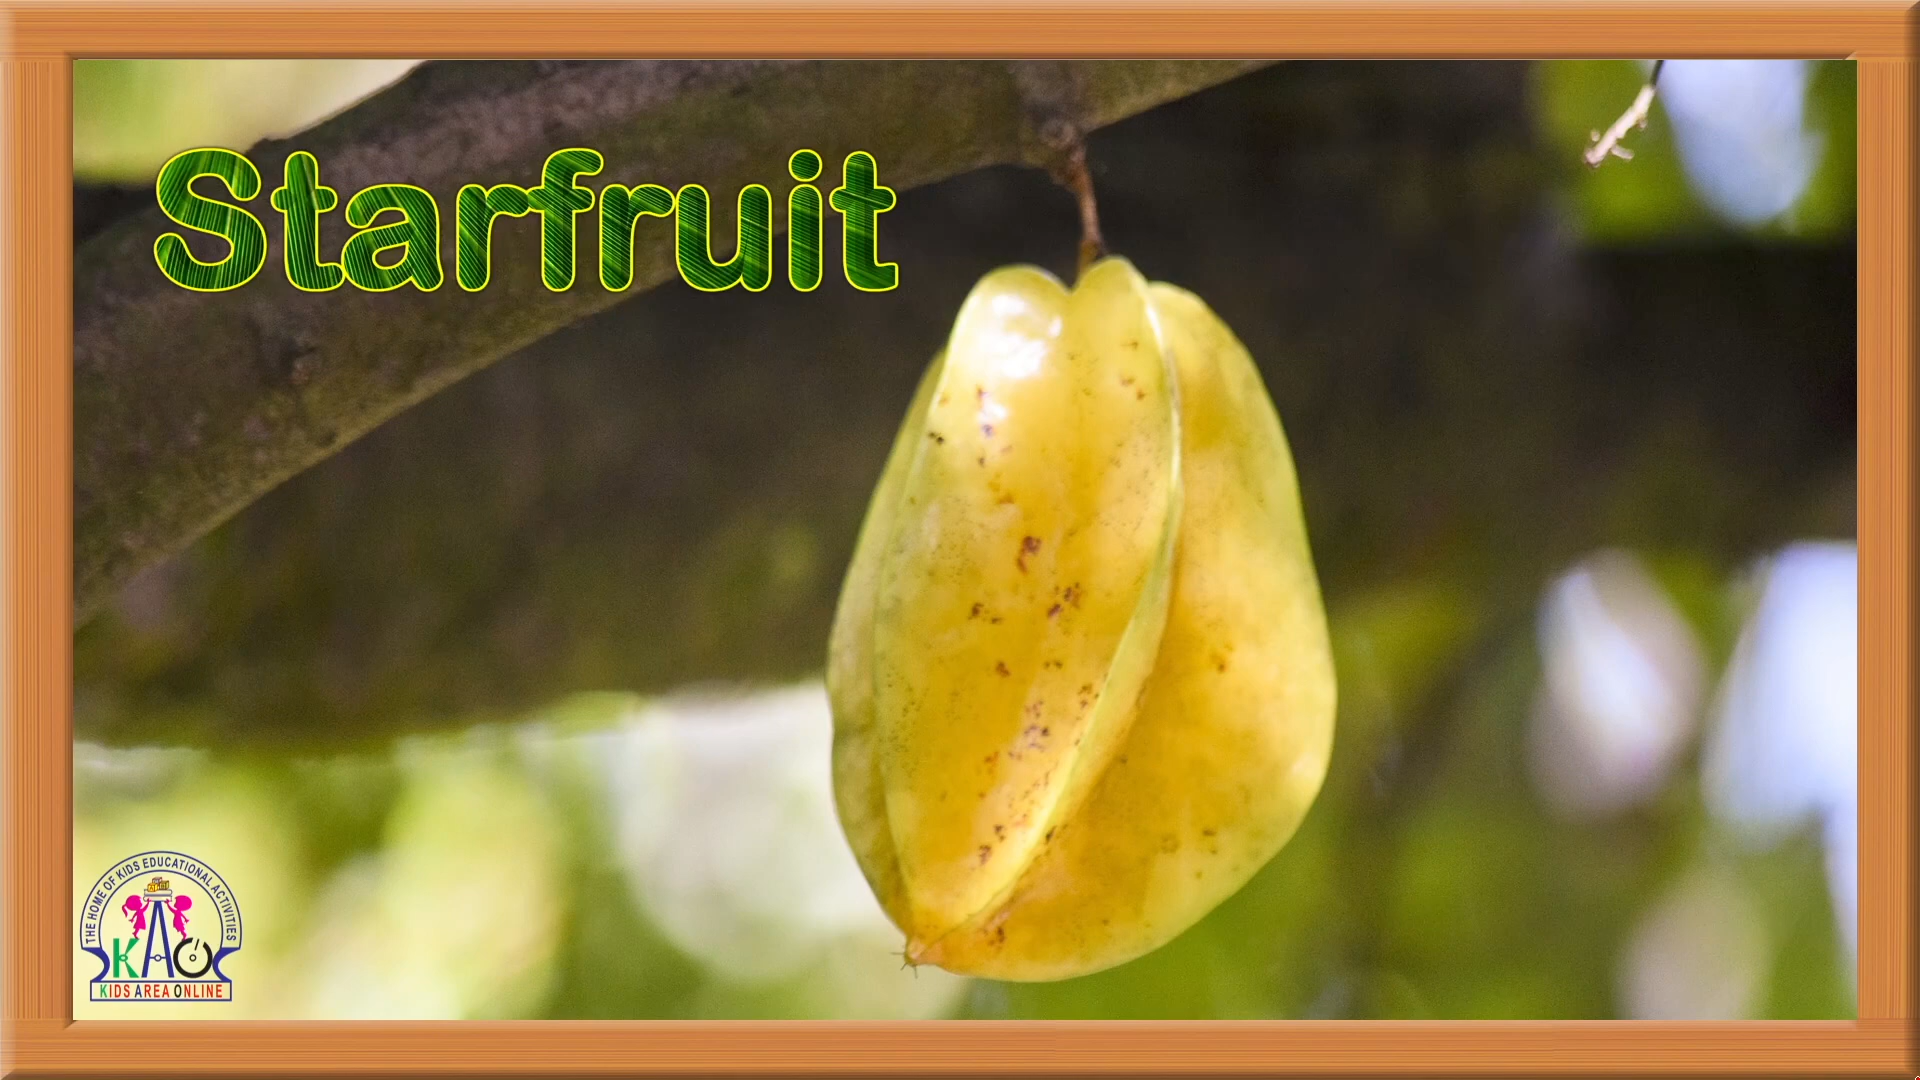 Starfruit
THE HOME OF KIDS EDUCATIONAL ACTIVITIES
KAO
KIDS AREA ONLINE